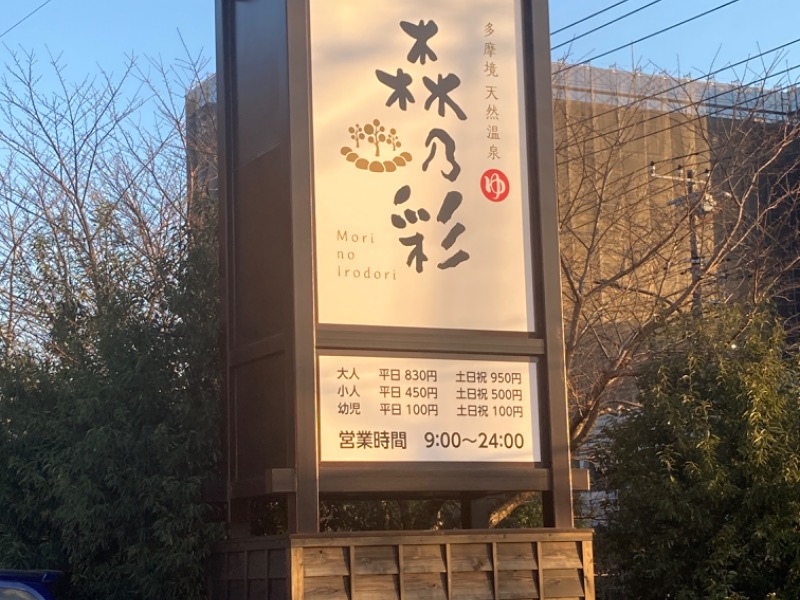 多摩境 天然温泉
ゆ
森乃彩
Mori
no
Irodori
大人 平日 830円 土日祝 950円
小人 平日 450円 土日祝 500円
幼児 平日 100円 土日祝 100円
営業時間 9:00〜24:00